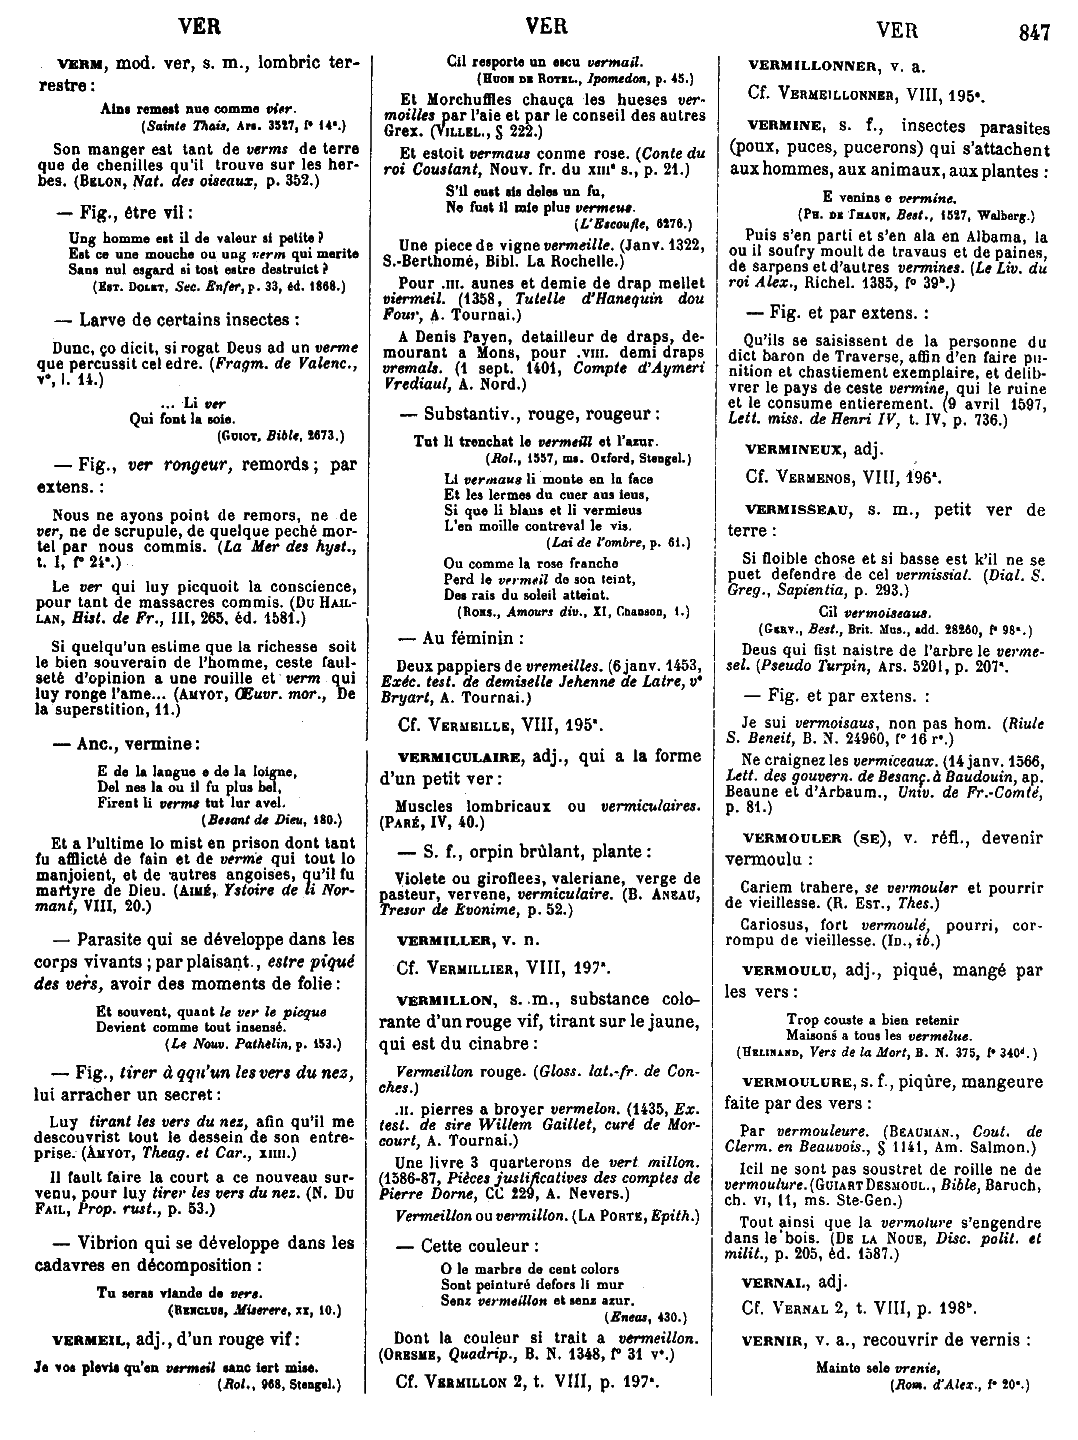 VER
VERM, mod. ver, s. m., lombric ter-
restre :
Ains remest nue comme vier.
(Sainte Thais, Ars. 3527, f° 14ª.)
Son manger est tant de verms de terre
que de chenilles qu'il trouve sur les her-
bes. (BELON, Nat. des oiseaux, p. 352.)
— Fig., être vil :
Ung homme est il de valeur si petite ?
Est ce une mouche ou ung verm qui merite
Sans nul esgard si tost estre destruict ?
(EST. DOLET, Sec. Enfer, p. 33, éd. 1868.)
— Larve de certains insectes :
Dunc, ço dicit, si rogat Deus ad un verme
que percussit cel edre. (Fragm. de Valenc.,
v°, l. 14.)
... Li ver
Qui font la soie.
(GUIOT, Bible, 2673.)
— Fig., ver rongeur, remords ; par
extens. :
Nous ne ayons point de remors, ne de
ver, ne de scrupule, de quelque peché mor-
tel par nous commis. (La Mer des hyst.,
t. I, f° 24ª.)
Le ver qui luy picquoit la conscience,
pour tant de massacres commis. (DU HAIL-
LAN, Hist. de Fr., III, 265, éd. 1581.)
Si quelqu'un estime que la richesse soit
le bien souverain de l'homme, ceste faul-
seté d'opinion a une rouille et verm qui
luy ronge l'ame... (AMYOT, Œuvr. mor., De
la superstition, 11.)
— Anc., vermine :
E de la langue e de la loigne,
Del nes la ou il fu plus bel,
Firent li verms tut lur avel.
(Besant de Dieu, 180.)
Et a l'ultime lo mist en prison dont tant
fu afflicté de fain et de verme qui tout lo
manjoient, et de autres angoises, qu'il fu
martyre de Dieu. (AIMÉ, Ystoire de li Nor-
mant, VIII, 20.)
— Parasite qui se développe dans les
corps vivants ; par plaisant., estre piqué
des vers, avoir des moments de folie :
Et souvent, quant le ver le picque
Devient comme tout insensé.
(Le Nouv. Pathelin, p. 153.)
— Fig., tirer à qqu'un les vers du nez,
lui arracher un secret :
Luy tirant les vers du nez, afin qu'il me
descouvrist tout le dessein de son entre-
prise. (AMYOT, Theag. et Car., XIIII.)
Il fault faire la court a ce nouveau sur-
venu, pour luy tirer les vers du nez. (N. DU
FAIL, Prop. rust., p. 53.)
— Vibrion qui se développe dans les
cadavres en décomposition :
Tu seras viande de vers.
(RENCLUS, Miserere, XX, 10.)
VERMEIL, adj., d'un rouge vif :
Je vos plevis qu'en vermeil sanc iert mise.
(Rol., 968, Stengel.)
VER
Cil resporte un escu vermail.
(HUON DE ROTEL., Ipomedon, p. 45.)
Et Morchuffles chauça les hueses ver-
moilles par l'aie et par le conseil des autres
Grex. (VILLEL., § 222.)
Et estoit vermaus conme rose. (Conte du
roi Coustant, Nouv. fr. du XIIIᵉ s., p. 21.)
S'il eust sis deles un fu,
Ne fust il mie plus vermeus.
(L'Escoufle, 6276.)
Une piece de vigne vermeille. (Janv. 1322,
S.-Berthomé, Bibl. La Rochelle.)
Pour .III. aunes et demie de drap mellet
viermeil. (1358, Tutelle d'Hanequin dou
Four, A. Tournai.)
A Denis Payen, detailleur de draps, de-
mourant a Mons, pour .VIII. demi draps
vremals. (1 sept. 1401, Compte d'Aymeri
Vrediaul, A. Nord.)
— Substantiv., rouge, rougeur :
Tut li trenchat le vermeill et l'azur.
(Rol., 1557, ms. Oxford, Stengel.)
Li vermaus li monte en la face
Et les lermes du cuer aus ieus,
Si que li blans et li vermieus
L'en moille contreval le vis.
(Lai de l'ombre, p. 61.)
Ou comme la rose franche
Perd le vermeil de son teint,
Des rais du soleil atteint.
(RONS., Amours div., XI, Chanson, 1.)
— Au féminin :
Deux pappiers de vremeilles. (6 janv. 1453,
Exéc. test. de demiselle Jehenne de Latre, v°
Bryart, A. Tournai.)
Cf. VERMEILLE, VIII, 195ª.
VERMICULAIRE, adj., qui a la forme
d'un petit ver :
Muscles lombricaux ou vermiculaires.
(PARÉ, IV, 40.)
— S. f., orpin brûlant, plante :
Violete ou giroflees, valeriane, verge de
pasteur, vervene, vermiculaire. (B. ANEAU,
Tresor de Evonime, p. 52.)
VERMILLER, v. n.
Cf. VERMILLIER, VIII, 197ª.
VERMILLON, s. m., substance colo-
rante d'un rouge vif, tirant sur le jaune,
qui est du cinabre :
Vermeillon rouge. (Gloss. lat.-fr. de Con-
ches.)
.II. pierres a broyer vermelon. (1435, Ex.
test. de sire Willem Gaillet, curé de Mor-
court, A. Tournai.)
Une livre 3 quarterons de vert millon.
(1586-87, Pièces justificatives des comptes de
Pierre Dorne, CC 229, A. Nevers.)
Vermeillon ou vermillon. (LA PORTE, Epith.)
— Cette couleur :
O le marbre de cent colors
Sont peinturé defors li mur
Senz vermeillon et senz azur.
(Eneas, 430.)
Dont la couleur si trait a vermeillon.
(ORESME, Quadrip., B. N. 1348, f° 31 v°.)
Cf. VERMILLON 2, t. VIII, p. 197ª.
VER 847
VERMILLONNER, v. a.
Cf. VERMEILLONNER, VIII, 195ᵉ.
VERMINE, s. f., insectes parasites
(poux, puces, pucerons) qui s'attachent
aux hommes, aux animaux, aux plantes :
E venins e vermine.
(PH. DE THAUN, Best., 1527, Walberg.)
Puis s'en parti et s'en ala en Albama, la
ou il soufry moult de travaus et de paines,
de sarpens et d'autres vermines. (Le Liv. du
roi Alex., Richel. 1385, f° 39ᵇ.)
— Fig. et par extens. :
Qu'ils se saisissent de la personne du
dict baron de Traverse, affin d'en faire pu-
nition et chastiement exemplaire, et delib-
vrer le pays de ceste vermine, qui le ruine
et le consume entierement. (9 avril 1597,
Lett. miss. de Henri IV, t. IV, p. 736.)
VERMINEUX, adj.
Cf. VERMENOS, VIII, 196ª.
VERMISSEAU, s. m., petit ver de
terre :
Si floible chose et si basse est k'il ne se
puet defendre de cel vermissial. (Dial. S.
Greg., Sapientia, p. 293.)
Cil vermoiseaus.
(GERV., Best., Brit. Mus., add. 28260, f° 98ª.)
Deus qui fist naistre de l'arbre le verme-
sel. (Pseudo Turpin, Ars. 5201, p. 207ª.
— Fig. et par extens. :
Je sui vermoisaus, non pas hom. (Riule
S. Beneit, B. N. 24960, f° 16 r°.)
Ne craignez les vermiceaux. (14 janv. 1566,
Lett. des gouvern. de Besanç. à Baudouin, ap.
Beaune et d'Arbaum., Univ. de Fr.-Comté,
p. 81.)
VERMOULER (SE), v. réfl., devenir
vermoulu :
Cariem trahere, se vermouler et pourrir
de vieillesse. (R. EST., Thes.)
Cariosus, fort vermoulé, pourri, cor-
rompu de vieillesse. (ID., ib.)
VERMOULU, adj., piqué, mangé par
les vers :
Trop couste a bien retenir
Maisons a tous les vermelue.
(HELINAND, Vers de la Mort, B. N. 375, f° 340ᵈ.)
VERMOULURE, s. f., piqûre, mangeure
faite par des vers :
Par vermouleure. (BEAUMAN., Cout. de
Clerm. en Beauvois., § 1141, Am. Salmon.)
Icil ne sont pas soustret de roille ne de
vermoulure. (GUIART DESMOUL., Bible, Baruch,
ch. VI, 11, ms. Ste-Gen.)
Tout ainsi que la vermolure s'engendre
dans le bois. (DE LA NOUE, Disc. polit. et
milit., p. 205, éd. 1587.)
VERNAL, adj.
Cf. VERNAL 2, t. VIII, p. 198ᵇ.
VERNIR, v. a., recouvrir de vernis :
Mainte sele vrenie,
(Rom. d'Alex., f° 20ª.)